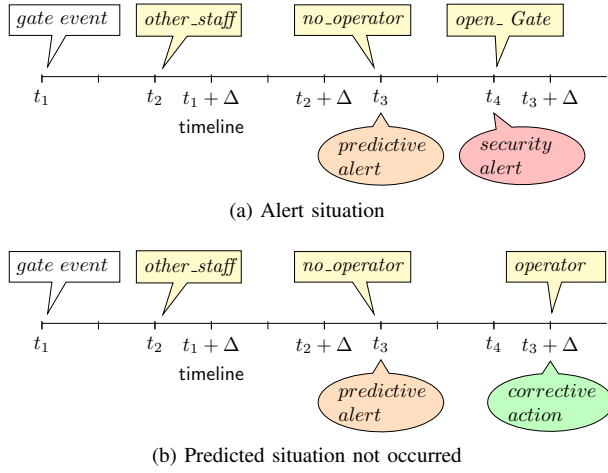 gate event other_staff no_operator open_ Gate
t1 t2 t1 + Δ t2 + Δ t3 t4 t3 + Δ
timeline
predictive
alert
security
alert
(a) Alert situation
gate event other_staff no_operator operator
t1 t2 t1 + Δ t2 + Δ t3 t4 t3 + Δ
timeline
predictive
alert
corrective
action
(b) Predicted situation not occurred